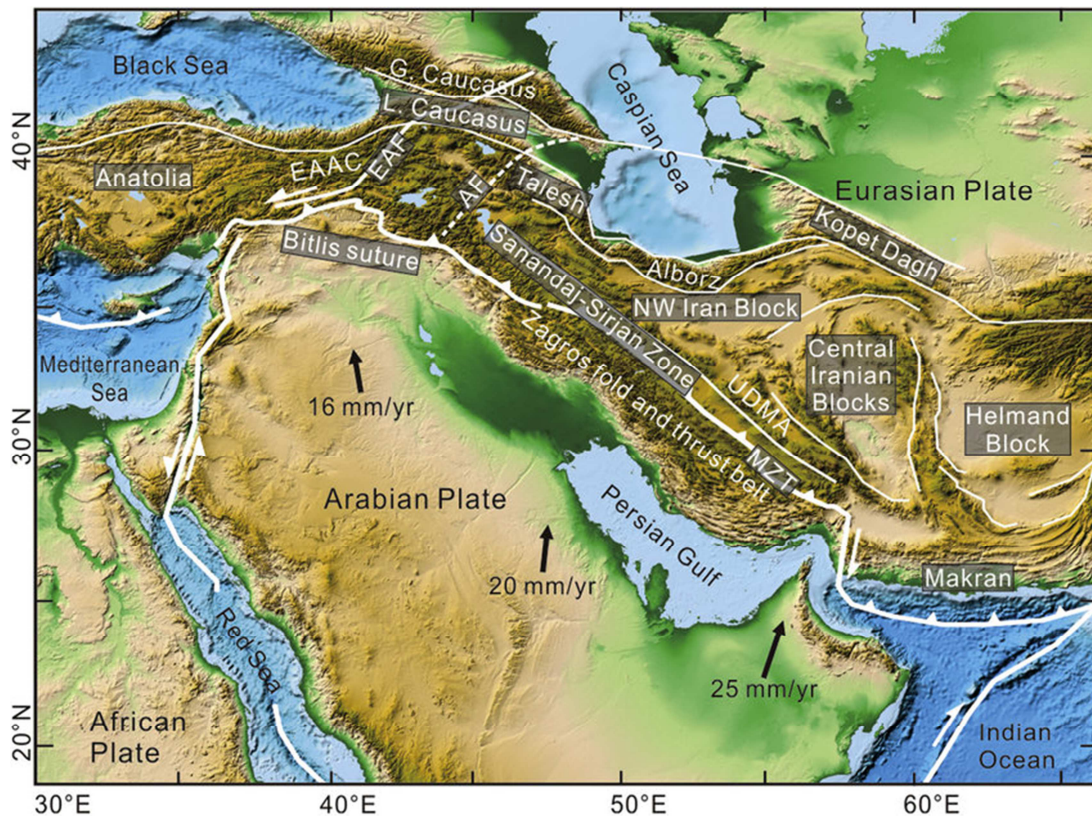 Black Sea
G. Caucasus
L. Caucasus
Caspian Sea
40°N
Anatolia
EAAC
EAF
AF
Talesh
Eurasian Plate
Kopet Dagh
Bitlis suture
Sanandaj-Sirjan Zone
Alborz
NW Iran Block
Mediterranean
Sea
16 mm/yr
Zagros fold and thrust belt
UDMA
MZT
Central
Iranian
Blocks
Helmand
Block
30°N
Arabian Plate
Persian Gulf
20 mm/yr
Makran
Red Sea
25 mm/yr
African
Plate
Indian
Ocean
20°N
30°E
40°E
50°E
60°E